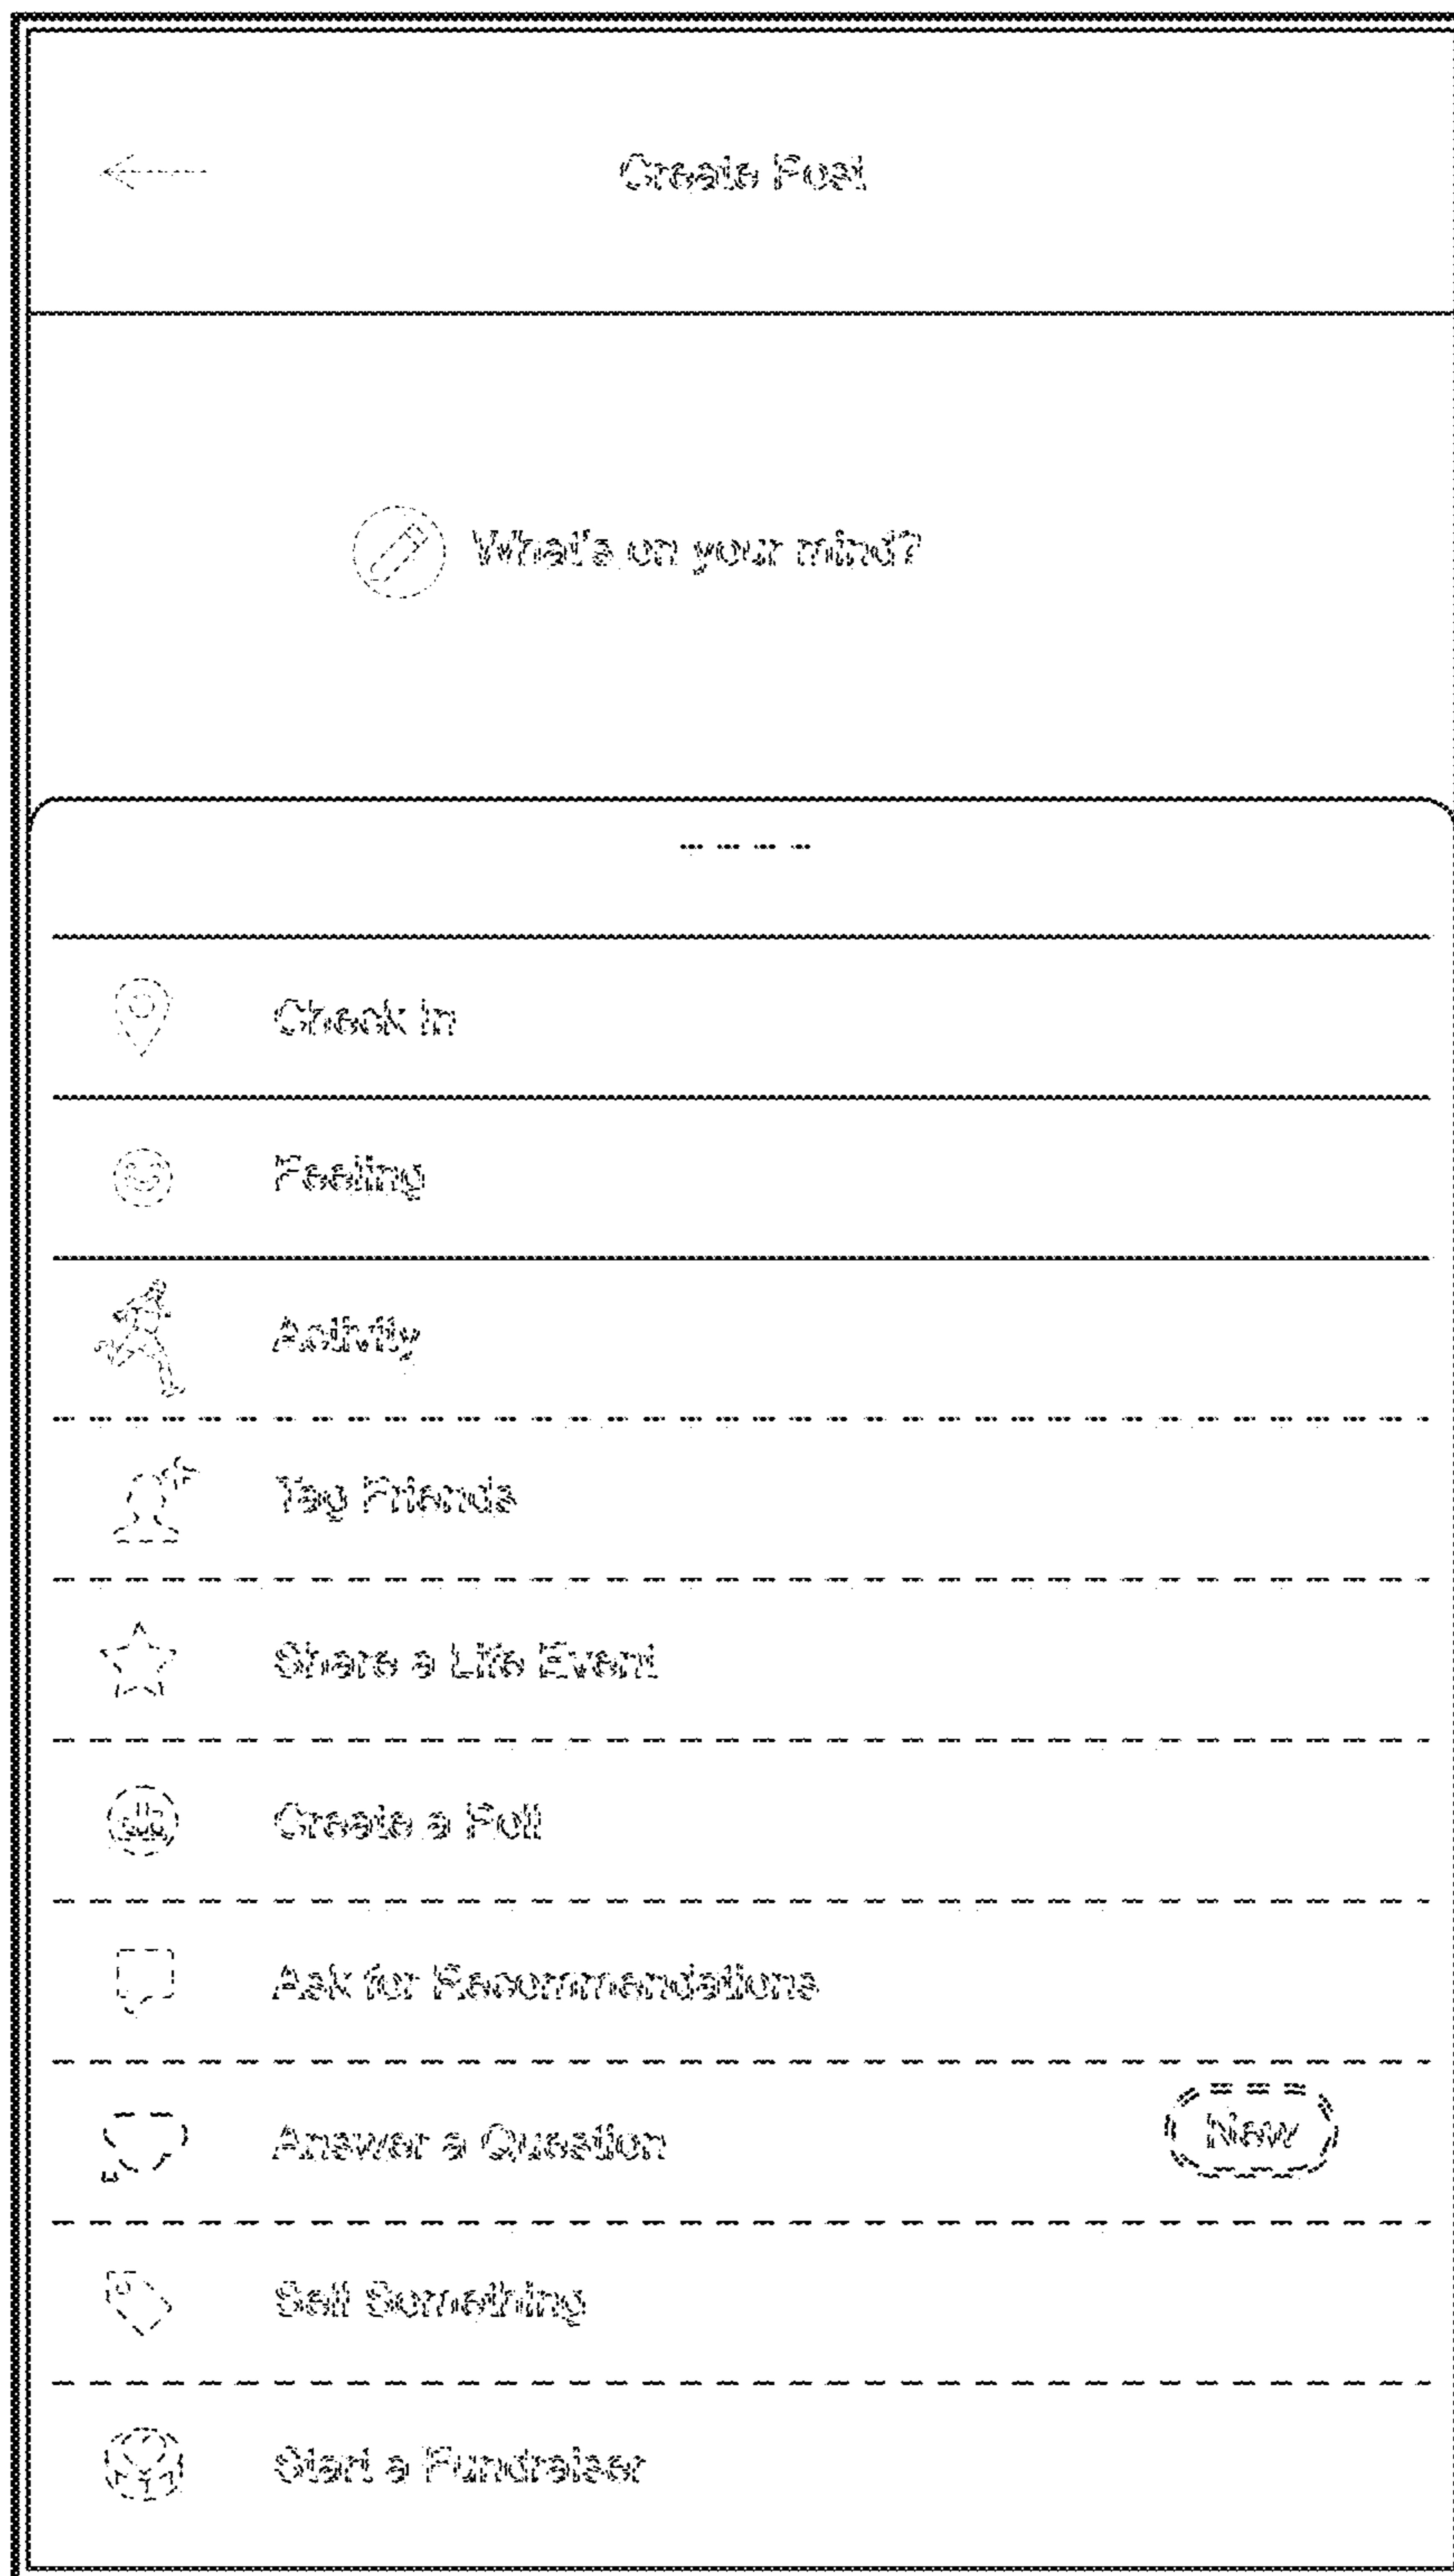 Create Post
What's on your mind?
Check In
Feeling
Activity
Tag Friends
Share a Life Event
Create a Poll
Ask for Recommendations
Answer a Question
New
Sell Something
Start a Fundraiser